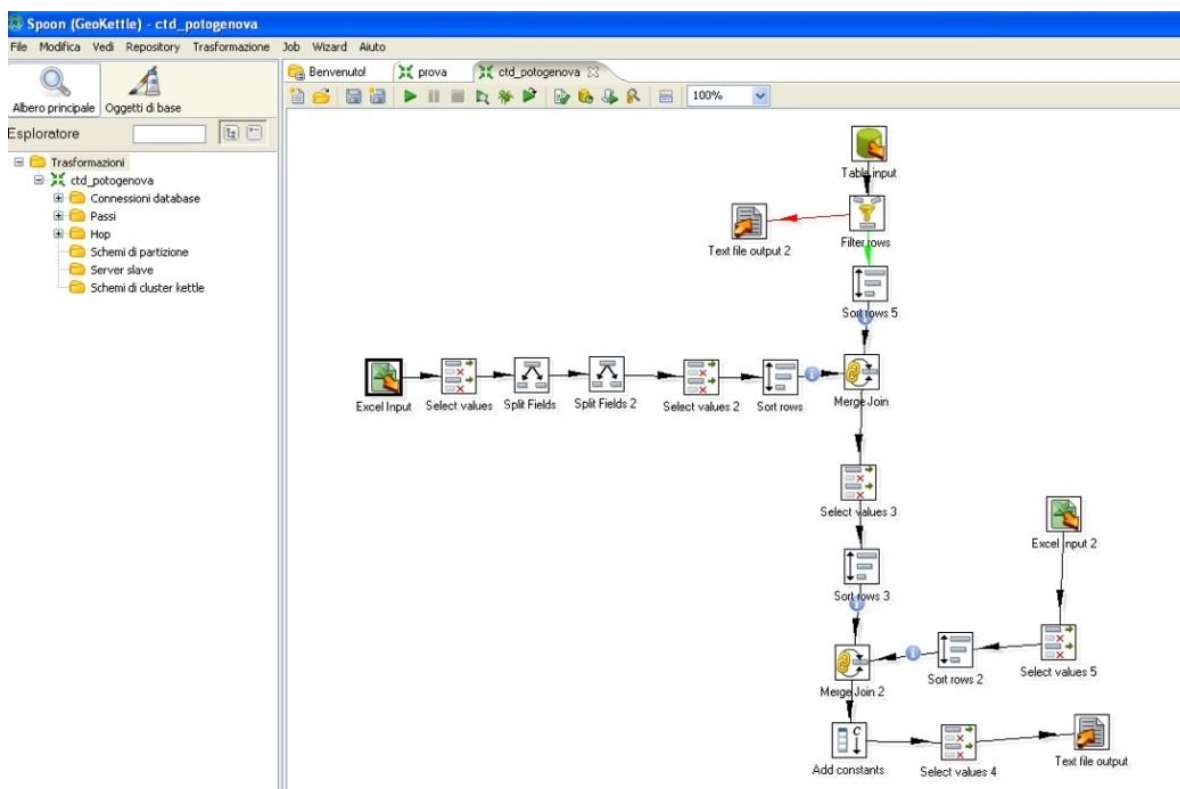 Spoon (GeoKettle) - ctd_potogenova
File Modifica Vedi Repository Trasformazione Job Wizard Aiuto
Albero principale Oggetti di base
Esploratore
Trasformazioni
ctd_potogenova
Connessioni database
Passi
Hop
Schemi di partizione
Server slave
Schemi di cluster kettle
Benvenuto! prova ctd_potogenova
100%
Table input
Filter rows
Text file output 2
Sort rows 5
Excel Input Select values Split Fields Split Fields 2 Select values 2 Sort rows Merge Join
Select values 3
Excel Input 2
Sort rows 3
Merge Join 2 Sort rows 2 Select values 5
Add constants Select values 4 Text file output